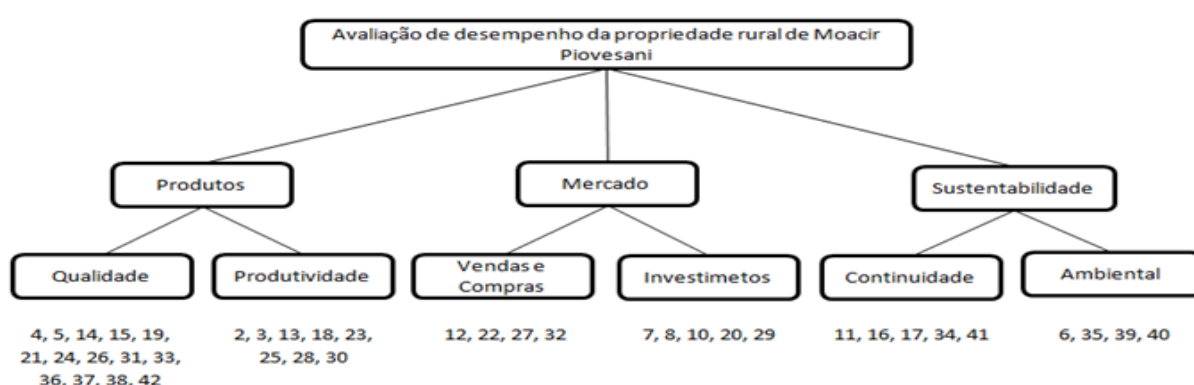 Avaliação de desempenho da propriedade rural de Moacir
Piovesani
Produtos
Mercado
Sustentabilidade
Qualidade
Produtividade
Vendas e
Compras
Investimetos
Continuidade
Ambiental
4, 5, 14, 15, 19,
21, 24, 26, 31, 33,
36, 37, 38, 42
2, 3, 13, 18, 23,
25, 28, 30
12, 22, 27, 32
7, 8, 10, 20, 29
11, 16, 17, 34, 41
6, 35, 39, 40